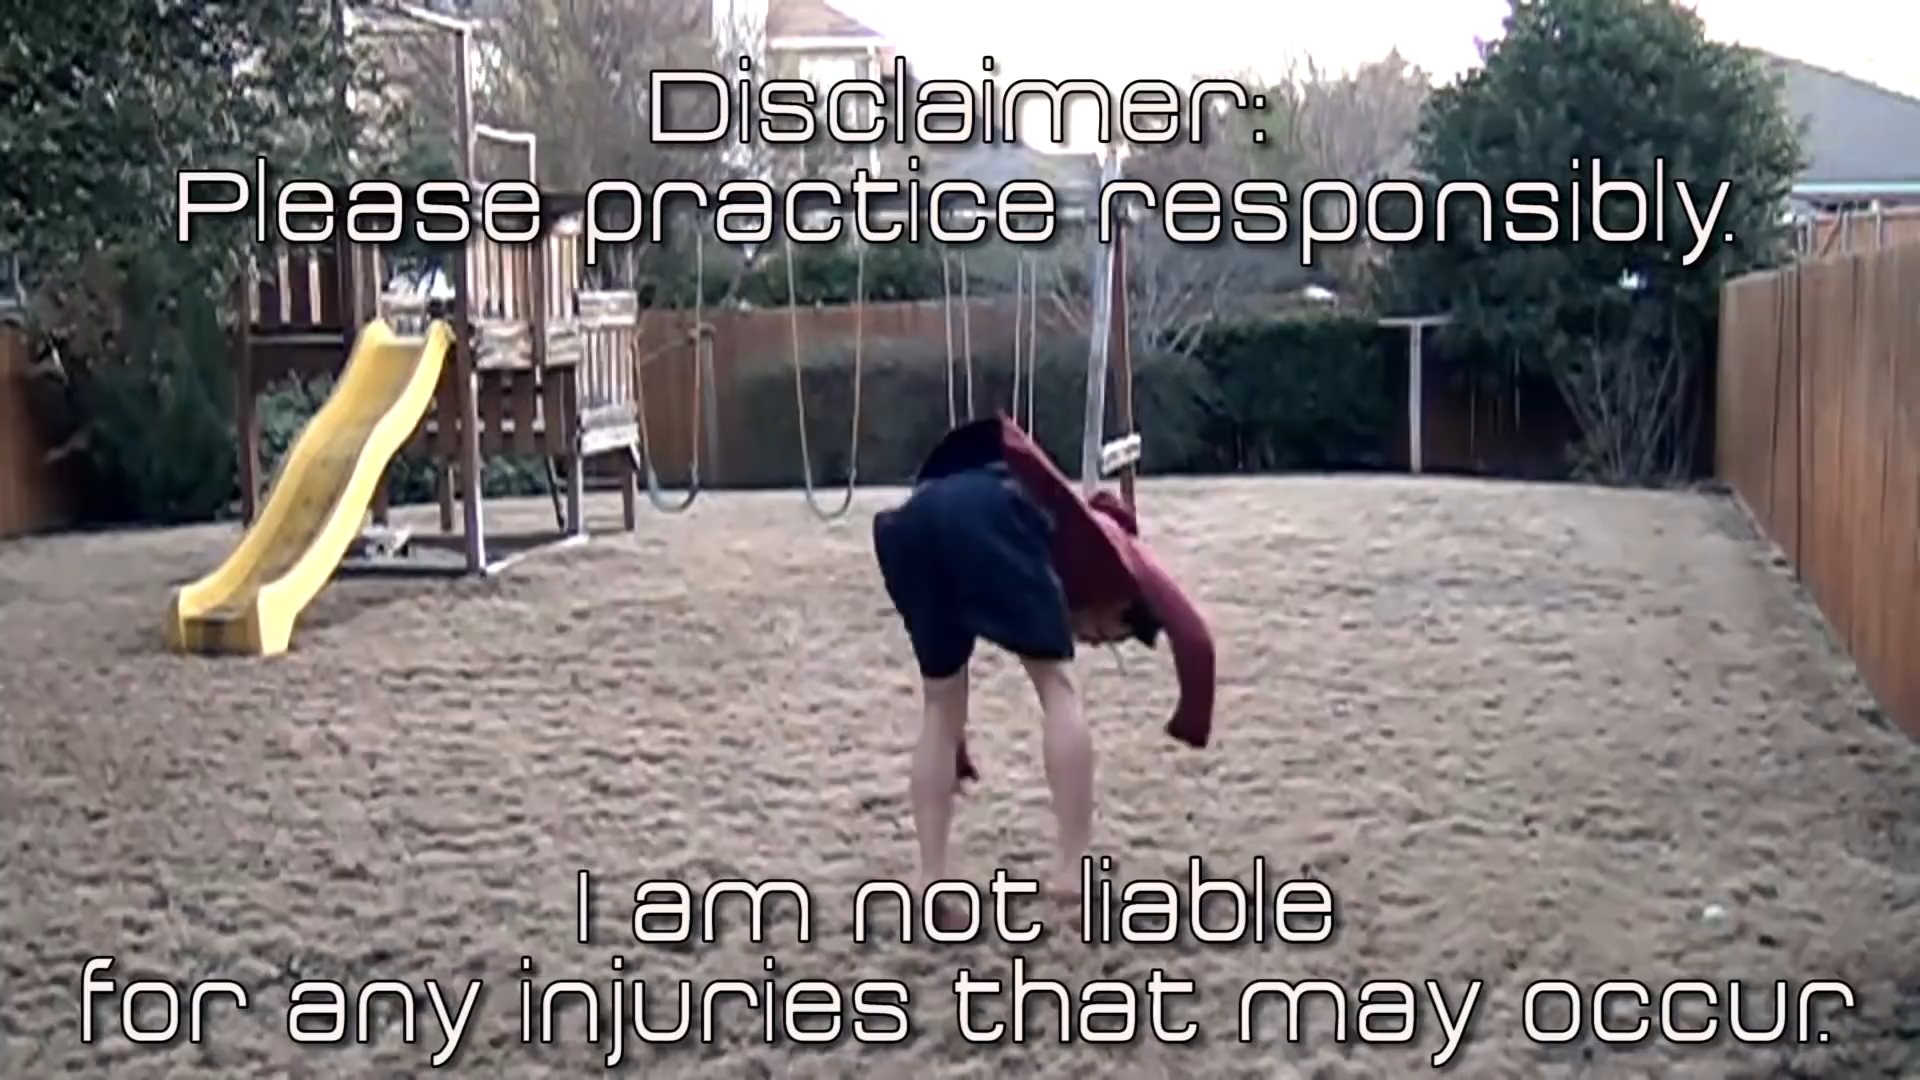 Disclaimer:
Please practice responsibly.
I am not liable
for any injuries that may occur.